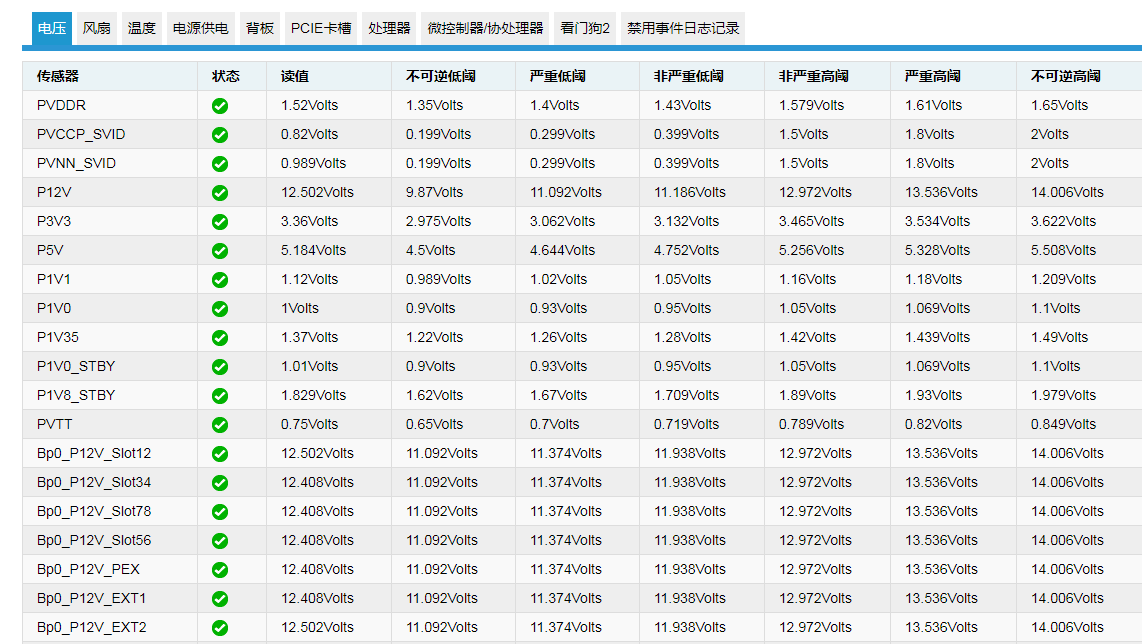 电压 风扇 温度 电源供电 背板 PCIE卡槽 处理器 微控制器/协处理器 看门狗2 禁用事件日志记录
传感器 状态 读值 不可逆低阈 严重低阈 非严重低阈 非严重高阈 严重高阈 不可逆高阈
PVDDR 1.52Volts 1.35Volts 1.4Volts 1.43Volts 1.579Volts 1.61Volts 1.65Volts
PVCCP_SVID 0.82Volts 0.199Volts 0.299Volts 0.399Volts 1.5Volts 1.8Volts 2Volts
PVNN_SVID 0.989Volts 0.199Volts 0.299Volts 0.399Volts 1.5Volts 1.8Volts 2Volts
P12V 12.502Volts 9.87Volts 11.092Volts 11.186Volts 12.972Volts 13.536Volts 14.006Volts
P3V3 3.36Volts 2.975Volts 3.062Volts 3.132Volts 3.465Volts 3.534Volts 3.622Volts
P5V 5.184Volts 4.5Volts 4.644Volts 4.752Volts 5.256Volts 5.328Volts 5.508Volts
P1V1 1.12Volts 0.989Volts 1.02Volts 1.05Volts 1.16Volts 1.18Volts 1.209Volts
P1V0 1Volts 0.9Volts 0.93Volts 0.95Volts 1.05Volts 1.069Volts 1.1Volts
P1V35 1.37Volts 1.22Volts 1.26Volts 1.28Volts 1.42Volts 1.439Volts 1.49Volts
P1V0_STBY 1.01Volts 0.9Volts 0.93Volts 0.95Volts 1.05Volts 1.069Volts 1.1Volts
P1V8_STBY 1.829Volts 1.62Volts 1.67Volts 1.709Volts 1.89Volts 1.93Volts 1.979Volts
PVTT 0.75Volts 0.65Volts 0.7Volts 0.719Volts 0.789Volts 0.82Volts 0.849Volts
Bp0_P12V_Slot12 12.502Volts 11.092Volts 11.374Volts 11.938Volts 12.972Volts 13.536Volts 14.006Volts
Bp0_P12V_Slot34 12.408Volts 11.092Volts 11.374Volts 11.938Volts 12.972Volts 13.536Volts 14.006Volts
Bp0_P12V_Slot78 12.408Volts 11.092Volts 11.374Volts 11.938Volts 12.972Volts 13.536Volts 14.006Volts
Bp0_P12V_Slot56 12.408Volts 11.092Volts 11.374Volts 11.938Volts 12.972Volts 13.536Volts 14.006Volts
Bp0_P12V_PEX 12.408Volts 11.092Volts 11.374Volts 11.938Volts 12.972Volts 13.536Volts 14.006Volts
Bp0_P12V_EXT1 12.408Volts 11.092Volts 11.374Volts 11.938Volts 12.972Volts 13.536Volts 14.006Volts
Bp0_P12V_EXT2 12.502Volts 11.092Volts 11.374Volts 11.938Volts 12.972Volts 13.536Volts 14.006Volts